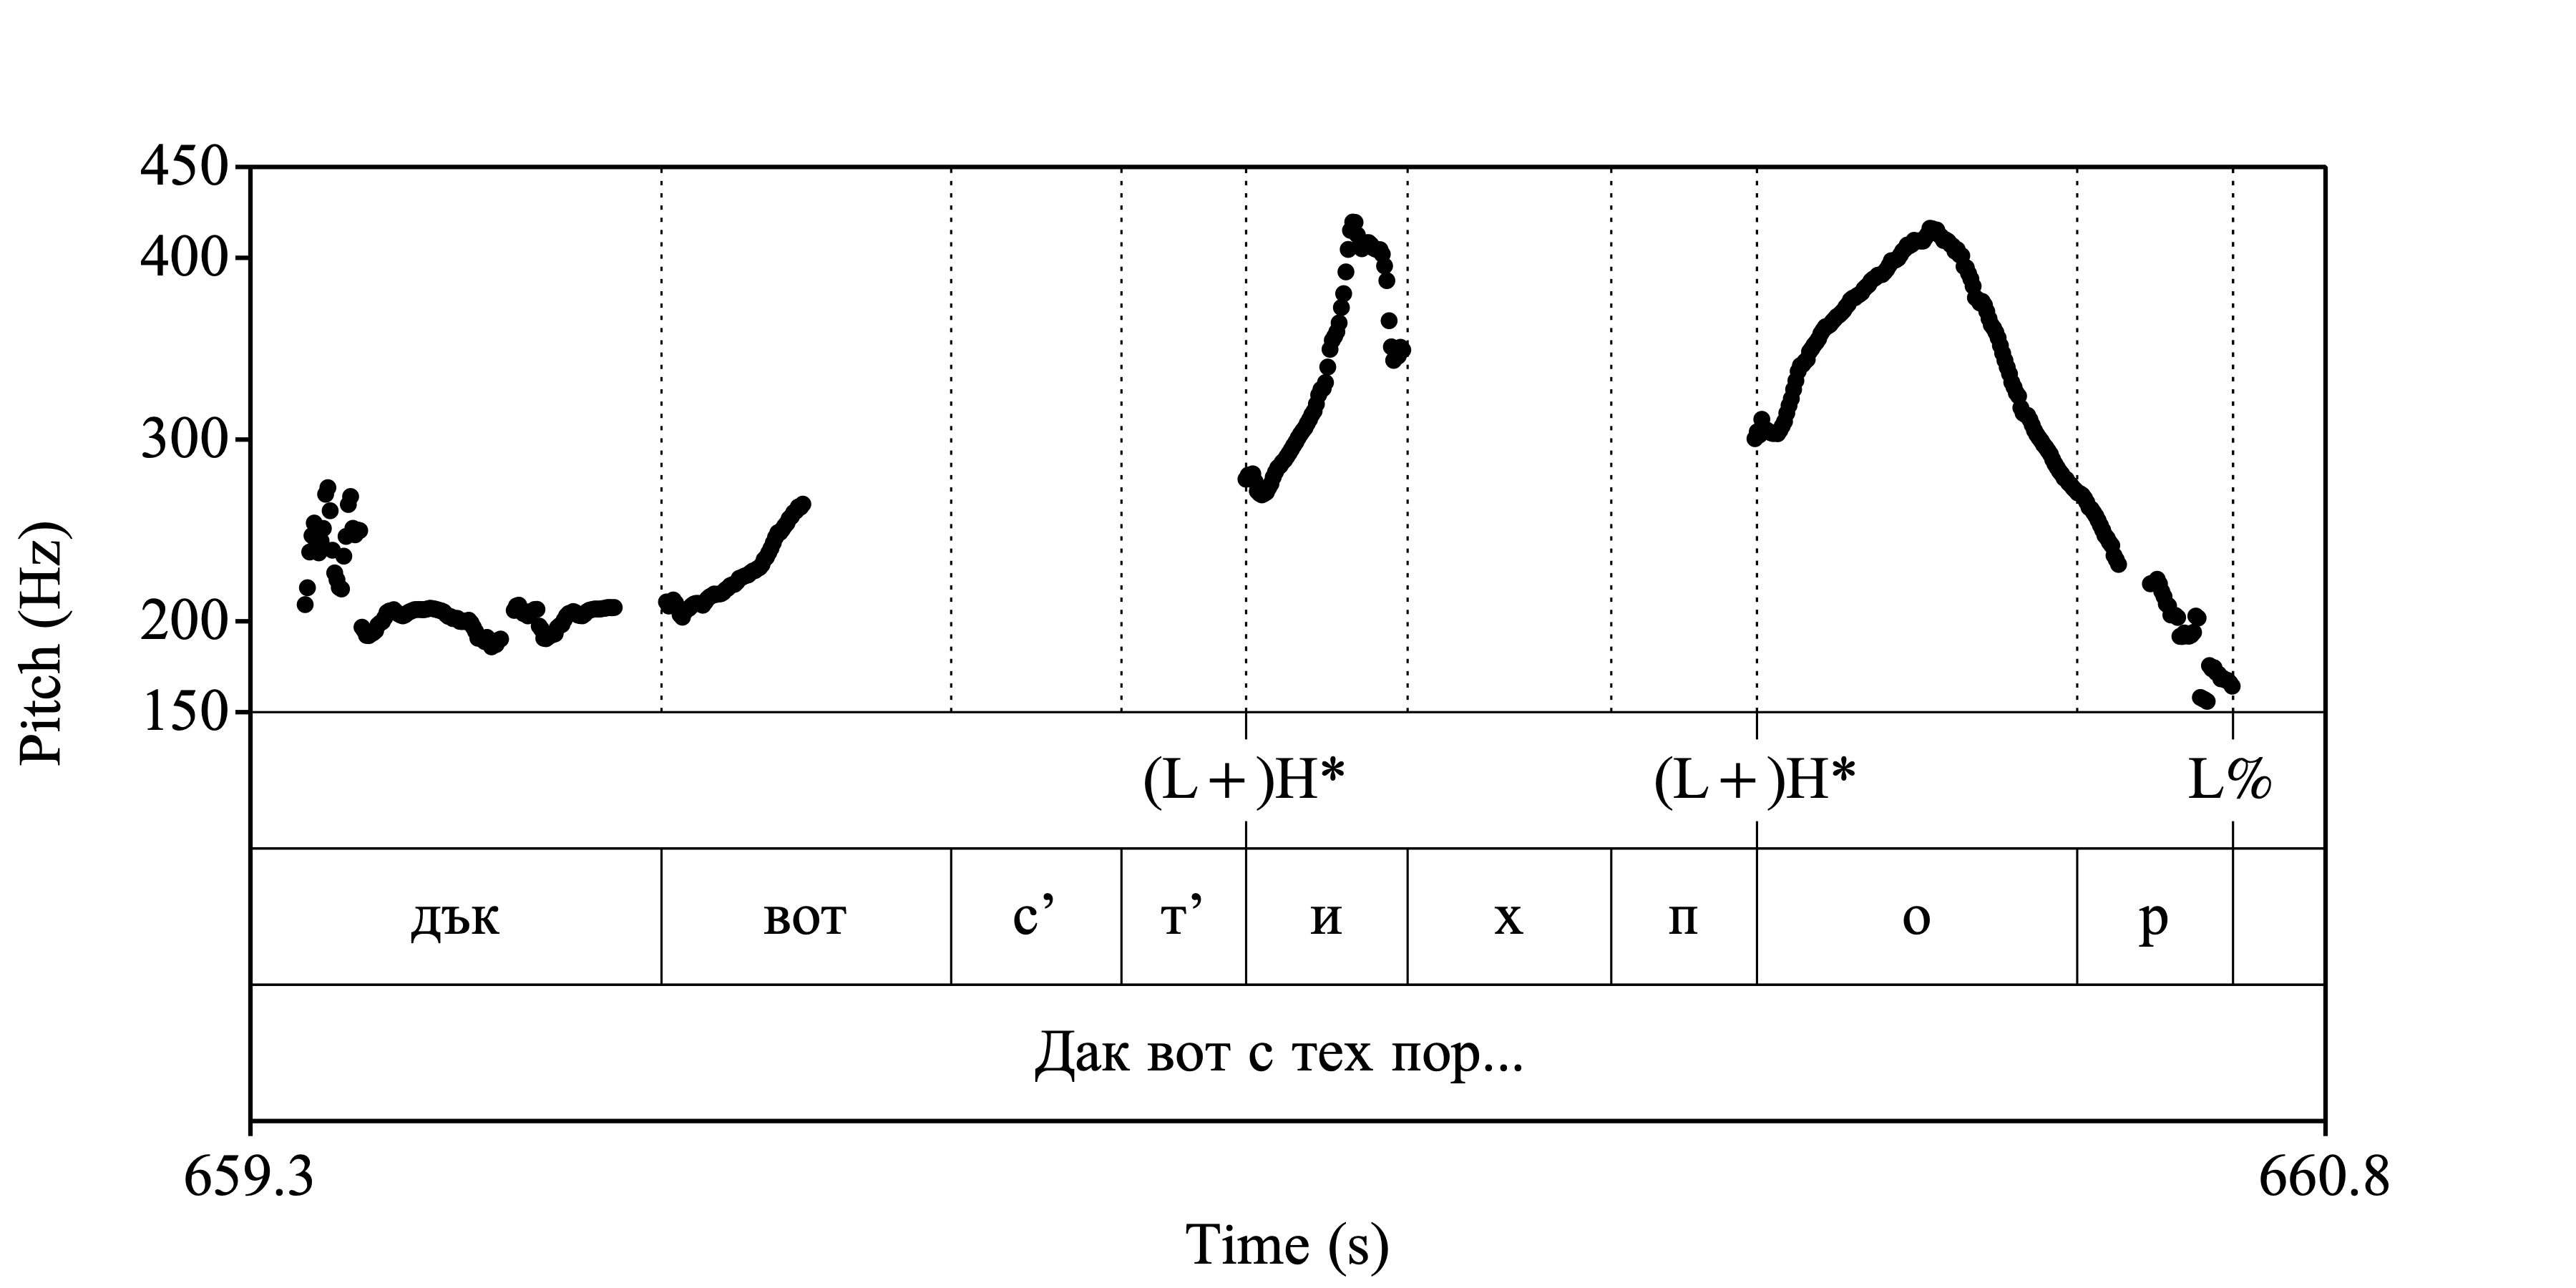 450
400
300
200
150
Pitch (Hz)
(L+)H* (L+)H* L%
дък вот с’ т’ и х п о р
Дак вот с тех пор...
659.3 660.8
Time (s)